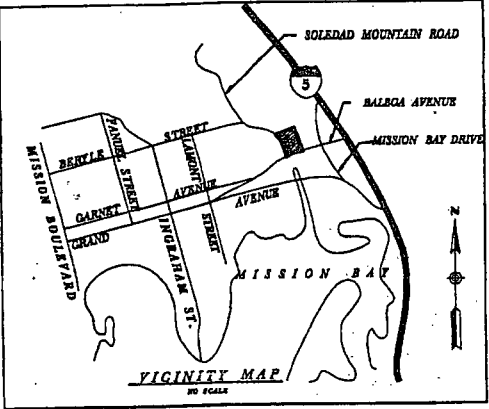 SOLEDAD MOUNTAIN ROAD
5
BALBOA AVENUE
MISSION BAY DRIVE
BERYLE STREET
FANUEL STREET
LAMONT STREET
MISSION BOULEVARD
GARNET AVENUE
GRAND AVENUE
INGRAHAM ST.
MISSION BAY
N
VICINITY MAP
NO SCALE